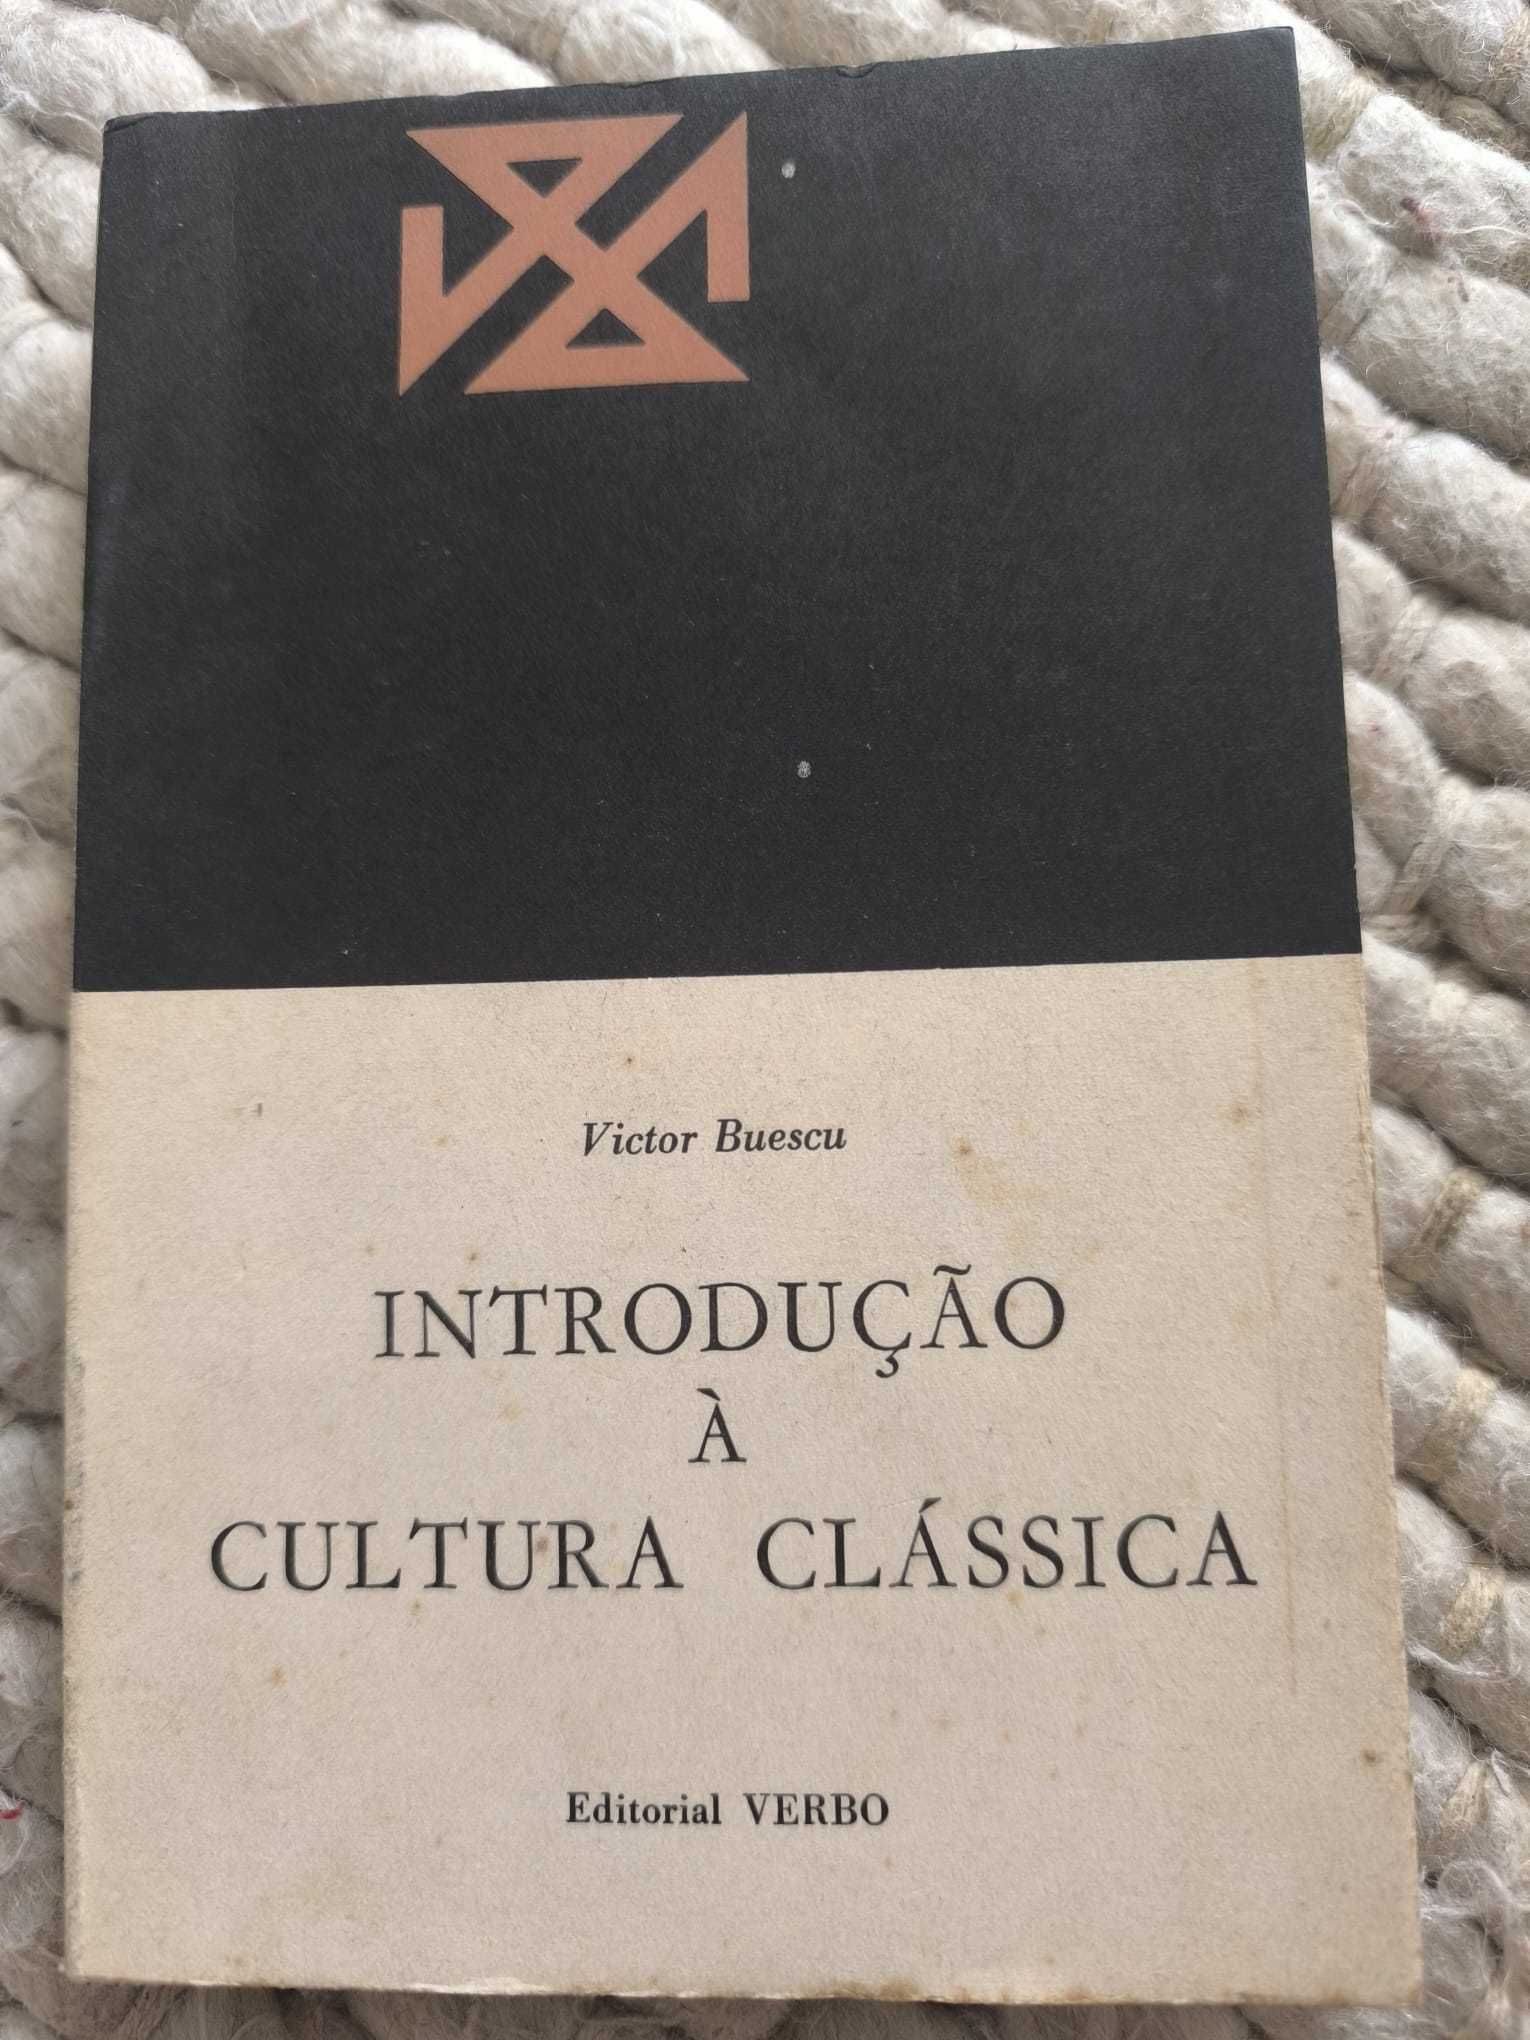 Victor Buescu
INTRODUÇÃO
À
CULTURA CLÁSSICA
Editorial VERBO